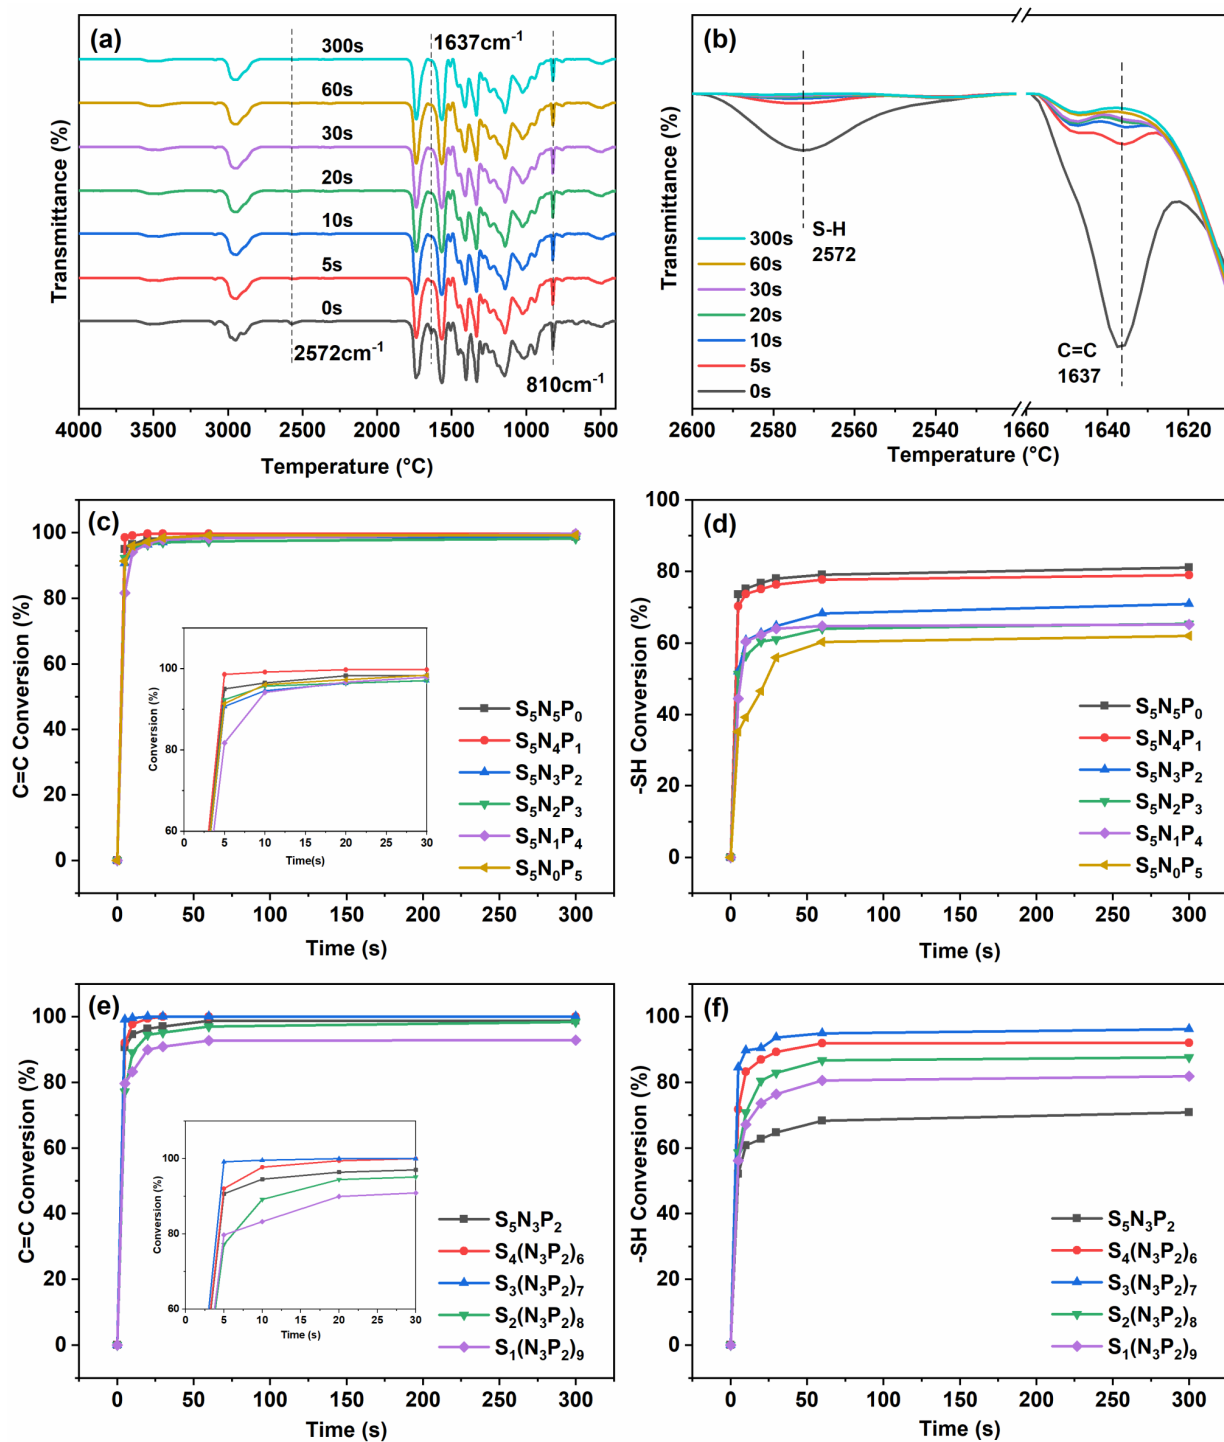 (a)
300s
1637cm⁻¹
60s
30s
20s
10s
5s
0s
2572cm⁻¹
810cm⁻¹
Transmittance (%)
4000 3500 3000 2500 2000 1500 1000 500
Temperature (°C)
(b)
S-H
2572
300s
60s
30s
20s
10s
5s
0s
C=C
1637
Transmittance (%)
2600 2580 2560 2540 1660 1640 1620
Temperature (°C)
(c)
100
80
60
40
20
0
C=C Conversion (%)
100
80
60
Conversion (%)
0 5 10 15 20 25 30
Time(s)
S₅N₅P₀
S₅N₄P₁
S₅N₃P₂
S₅N₂P₃
S₅N₁P₄
S₅N₀P₅
0 50 100 150 200 250 300
Time (s)
(d)
100
80
60
40
20
0
-SH Conversion (%)
S₅N₅P₀
S₅N₄P₁
S₅N₃P₂
S₅N₂P₃
S₅N₁P₄
S₅N₀P₅
0 50 100 150 200 250 300
Time (s)
(e)
100
80
60
40
20
0
C=C Conversion (%)
100
80
60
Conversion (%)
0 5 10 15 20 25 30
Time (s)
S₅N₃P₂
S₄(N₃P₂)₆
S₃(N₃P₂)₇
S₂(N₃P₂)₈
S₁(N₃P₂)₉
0 50 100 150 200 250 300
Time (s)
(f)
100
80
60
40
20
0
-SH Conversion (%)
S₅N₃P₂
S₄(N₃P₂)₆
S₃(N₃P₂)₇
S₂(N₃P₂)₈
S₁(N₃P₂)₉
0 50 100 150 200 250 300
Time (s)